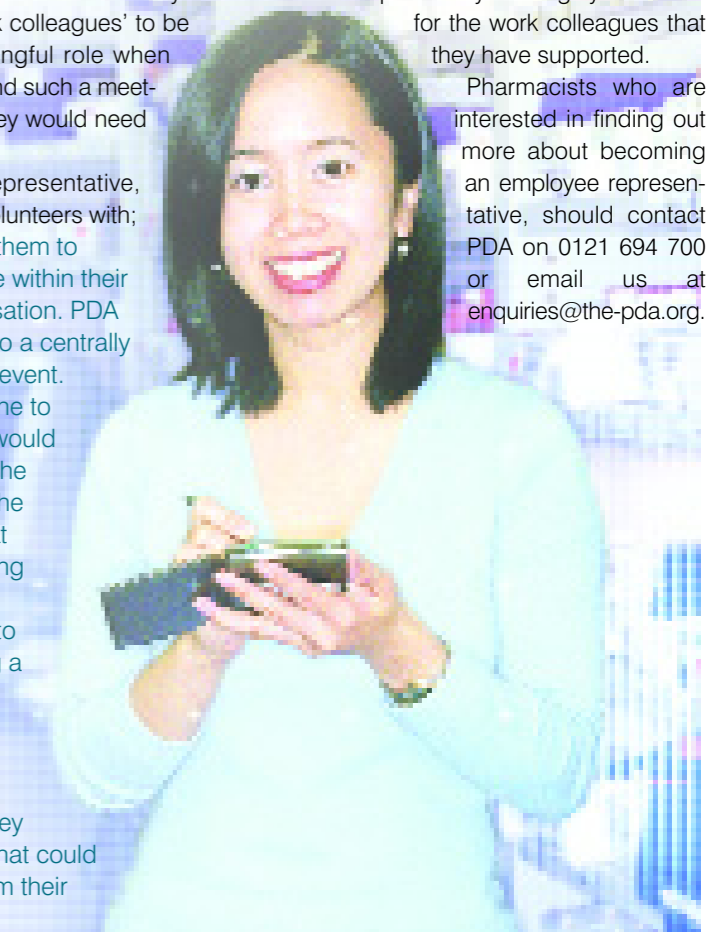 k colleagues’ to be
ngful role when
nd such a meet-
ey would need
epresentative,
olunteers with;
them to
e within their
sation. PDA
o a centrally
event.
me to
would
he
he
t
ng
to
a
ey
hat could
m their
for the work colleagues that
they have supported.
Pharmacists who are
interested in finding out
more about becoming
an employee represen-
tative, should contact
PDA on 0121 694 700
or email us at
enquiries@the-pda.org.